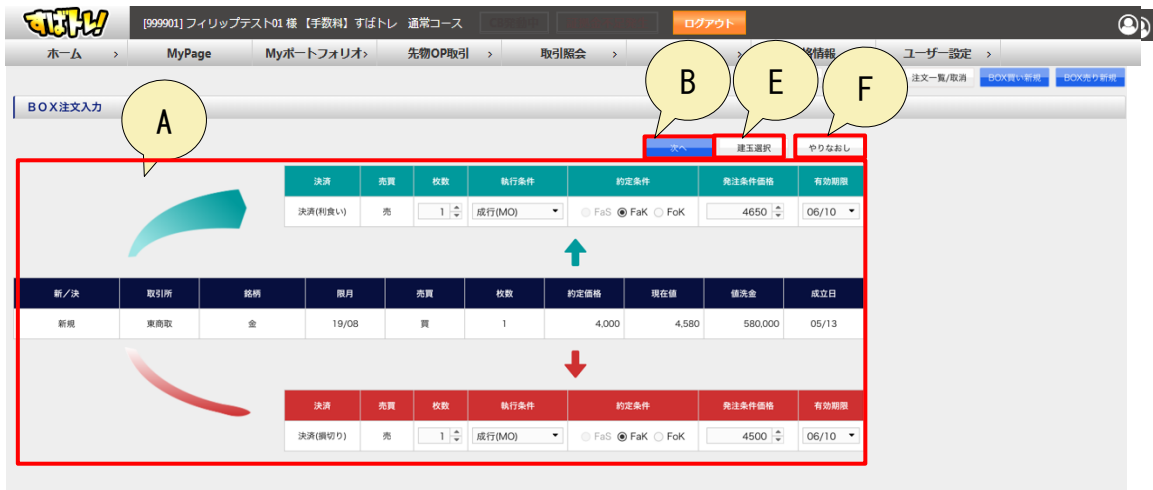 すばトレ!
[999901] フィリップテスト01 様 【手数料】すばトレ 通常コース
ログアウト
ホーム
MyPage
Myポートフォリオ
先物OP取引
取引照会
格情報
ユーザー設定
注文一覧/取消
BOX買い新規
BOX売り新規
BOX注文入力
A
B
E
F
次へ
建玉選択
やりなおし
決済 売買 枚数 執行条件 約定条件 発注条件価格 有効期限
決済(利食い) 売 1 成行(MO) FaS FaK FoK 4650 06/10
新/決 取引所 銘柄 限月 売買 枚数 約定価格 現在値 値洗金 成立日
新規 東商取 金 19/08 買 1 4,000 4,580 580,000 05/13
決済 売買 枚数 執行条件 約定条件 発注条件価格 有効期限
決済(損切り) 売 1 成行(MO) FaS FaK FoK 4500 06/10